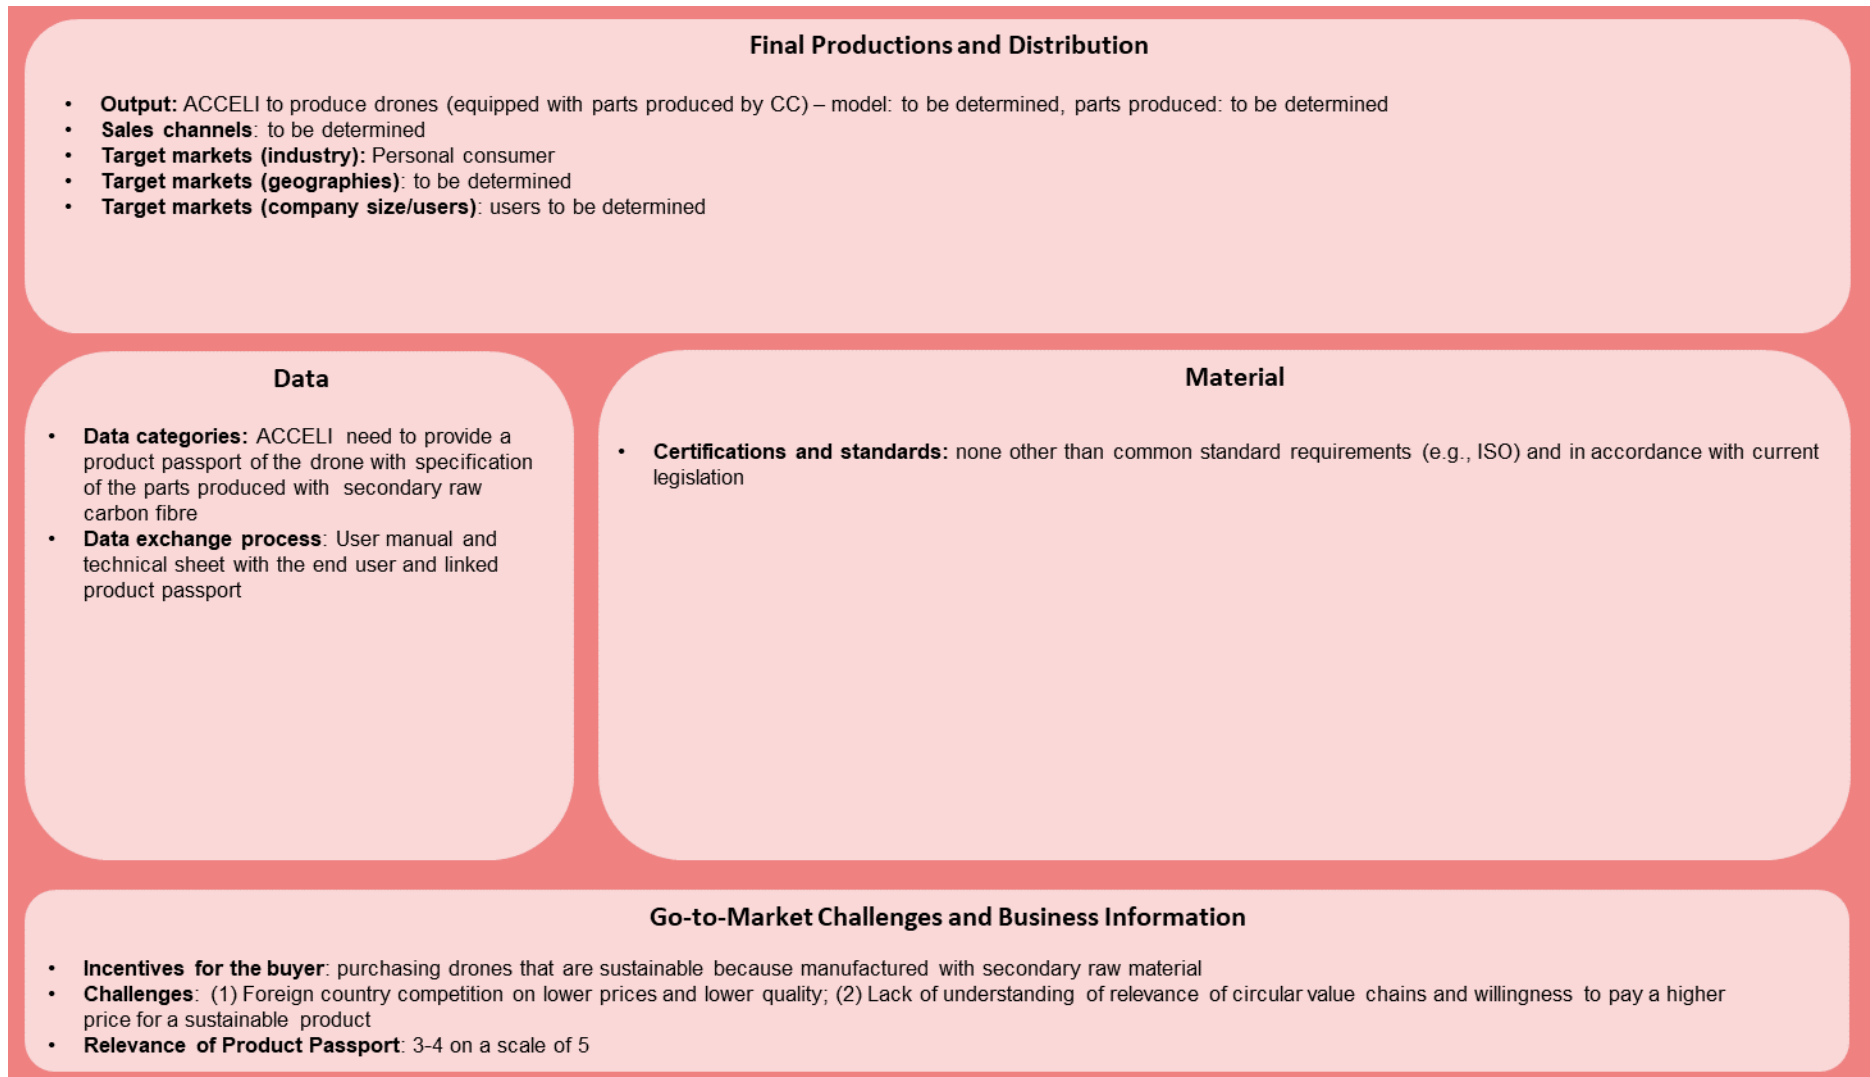 Final Productions and Distribution
• Output: ACCELI to produce drones (equipped with parts produced by CC) – model: to be determined, parts produced: to be determined
• Sales channels: to be determined
• Target markets (industry): Personal consumer
• Target markets (geographies): to be determined
• Target markets (company size/users): users to be determined
Data
• Data categories: ACCELI need to provide a
product passport of the drone with specification
of the parts produced with secondary raw
carbon fibre
• Data exchange process: User manual and
technical sheet with the end user and linked
product passport
Material
• Certifications and standards: none other than common standard requirements (e.g., ISO) and in accordance with current
legislation
Go-to-Market Challenges and Business Information
• Incentives for the buyer: purchasing drones that are sustainable because manufactured with secondary raw material
• Challenges: (1) Foreign country competition on lower prices and lower quality; (2) Lack of understanding of relevance of circular value chains and willingness to pay a higher
price for a sustainable product
• Relevance of Product Passport: 3-4 on a scale of 5